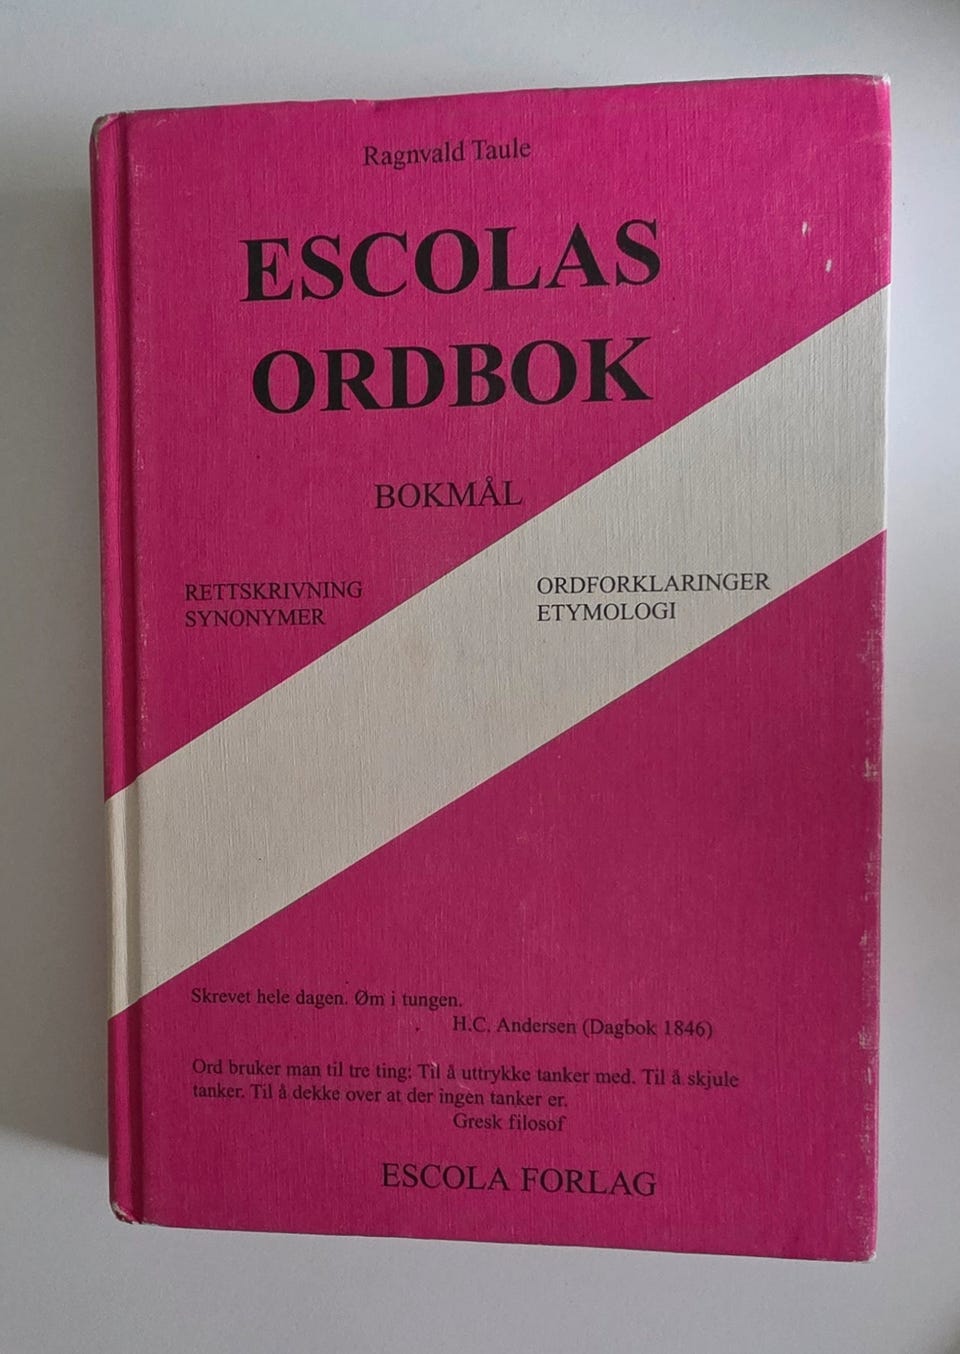 Ragnvald Taule
ESCOLAS
ORDBOK
BOKMÅL
RETTSKRIVNING
SYNONYMER
ORDFORKLARINGER
ETYMOLOGI
Skrevet hele dagen. Øm i tungen.
H.C. Andersen (Dagbok 1846)
Ord bruker man til tre ting: Til å uttrykke tanker med. Til å skjule
tanker. Til å dekke over at der ingen tanker er.
Gresk filosof
ESCOLA FORLAG